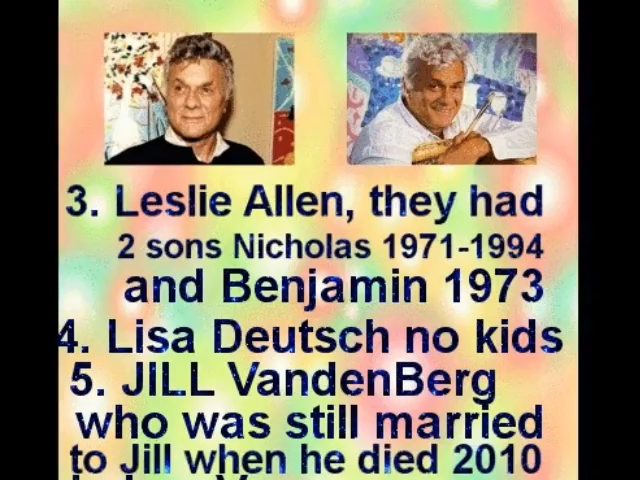 3. Leslie Allen, they had
2 sons Nicholas 1971-1994
and Benjamin 1973
4. Lisa Deutsch no kids
5. JILL VandenBerg
who was still married
to Jill when he died 2010